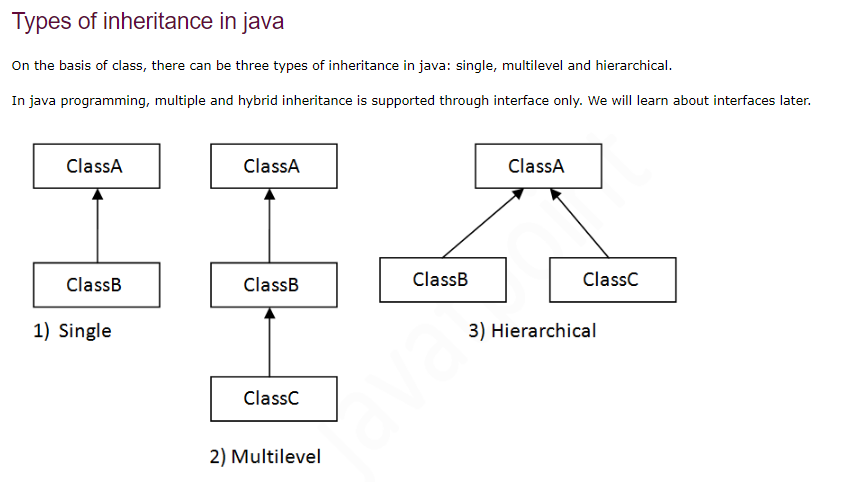 Types of inheritance in java
On the basis of class, there can be three types of inheritance in java: single, multilevel and hierarchical.
In java programming, multiple and hybrid inheritance is supported through interface only. We will learn about interfaces later.
ClassA
ClassB
1) Single
ClassA
ClassB
ClassC
2) Multilevel
ClassA
ClassB
ClassC
3) Hierarchical